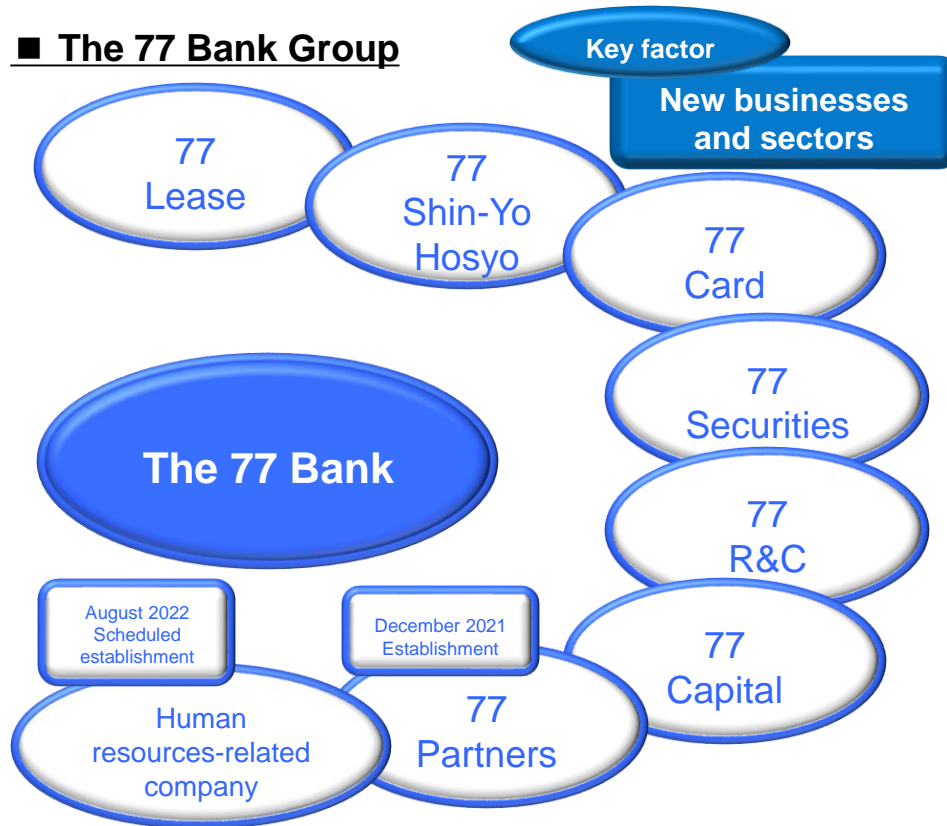 ■ The 77 Bank Group
Key factor
New businesses
and sectors
77
Lease
77
Shin-Yo
Hosyo
77
Card
77
Securities
The 77 Bank
77
R&C
August 2022
Scheduled
establishment
December 2021
Establishment
77
Capital
Human
resources-related
company
77
Partners